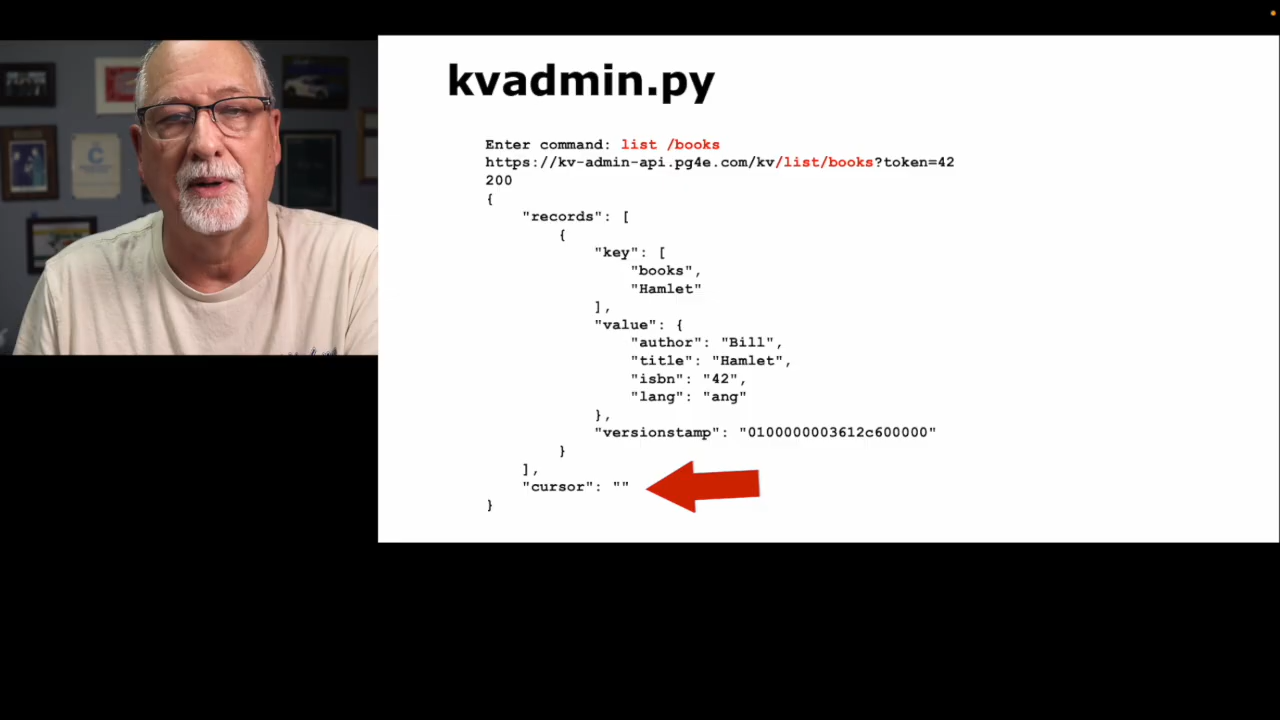 kvadmin.py
Enter command: list /books
https://kv-admin-api.pg4e.com/kv/list/books?token=42
200
{
    "records": [
        {
            "key": [
                "books",
                "Hamlet"
            ],
            "value": {
                "author": "Bill",
                "title": "Hamlet",
                "isbn": "42",
                "lang": "ang"
            },
            "versionstamp": "0100000003612c600000"
        }
    ],
    "cursor": ""
}